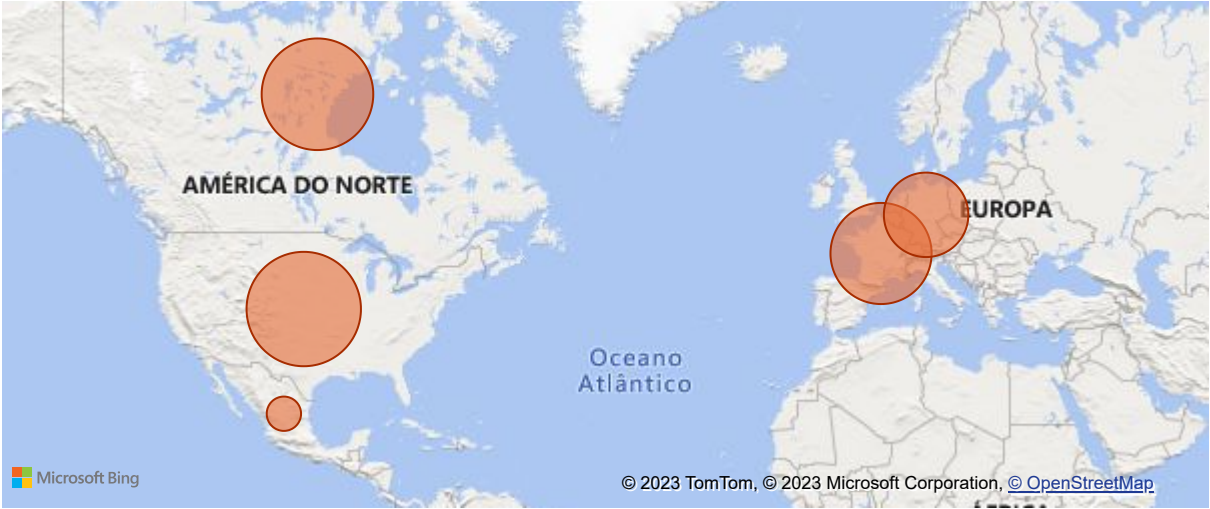 AMÉRICA DO NORTE
EUROPA
Oceano
Atlântico
Microsoft Bing
© 2023 TomTom, © 2023 Microsoft Corporation, © OpenStreetMap